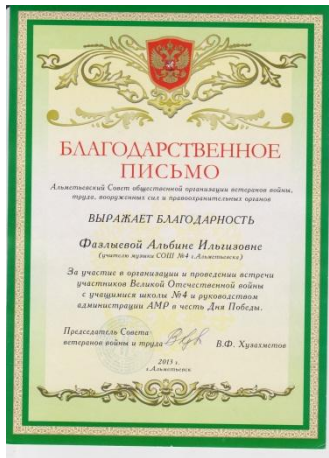 БЛАГОДАРСТВЕННОЕ
ПИСЬМО
Альметьевский Совет общественной организации ветеранов войны,
труда, вооруженных сил и правоохранительных органов
ВЫРАЖАЕТ БЛАГОДАРНОСТЬ
Фазлыевой Альбине Ильгизовне
(учителю музыки СОШ №4 г.Альметьевска)
За участие в организации и проведении встречи
участников Великой Отечественной войны
с учащимися школы №4 и руководством
администрации АМР в честь Дня Победы.
Председатель Совета
ветеранов войны и труда
В.Ф. Хузахметов
2013 г.
г.Альметьевск